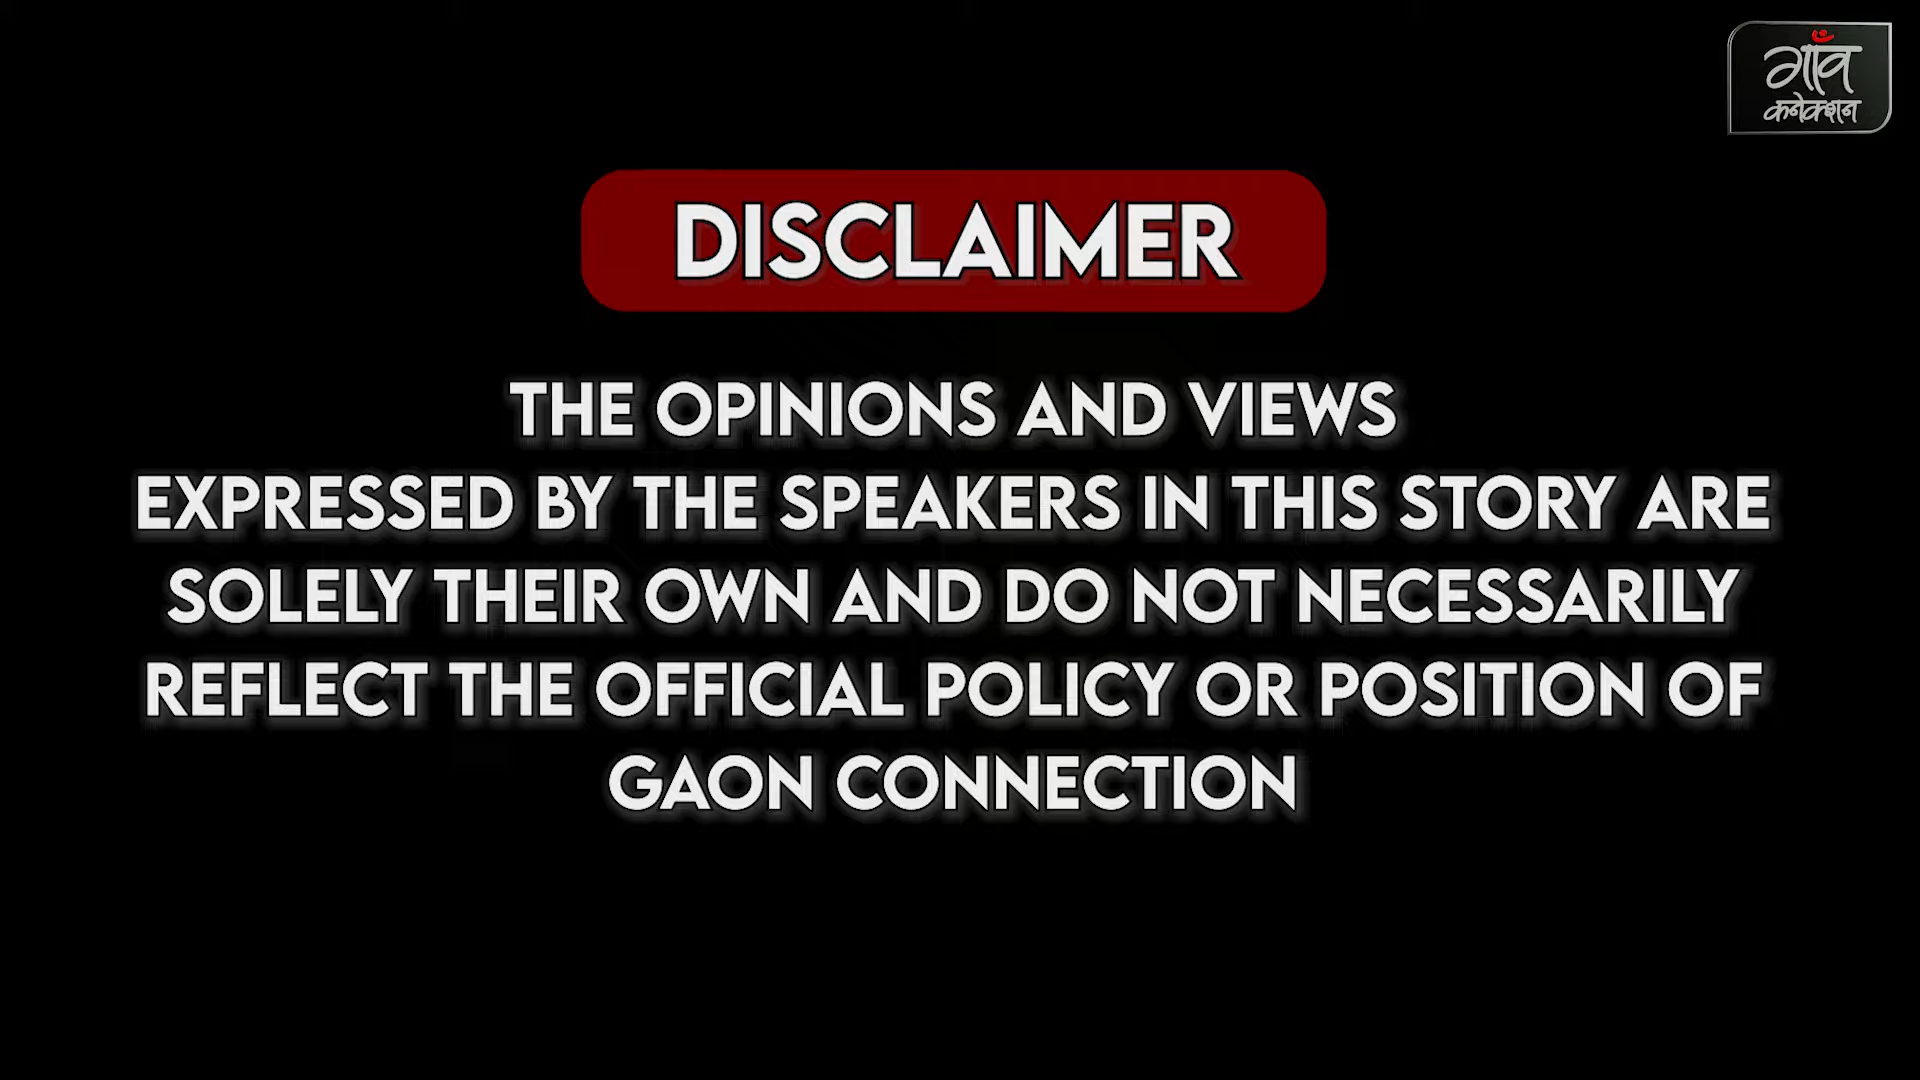 गाँव
कनेक्शन
DISCLAIMER
THE OPINIONS AND VIEWS
EXPRESSED BY THE SPEAKERS IN THIS STORY ARE
SOLELY THEIR OWN AND DO NOT NECESSARILY
REFLECT THE OFFICIAL POLICY OR POSITION OF
GAON CONNECTION